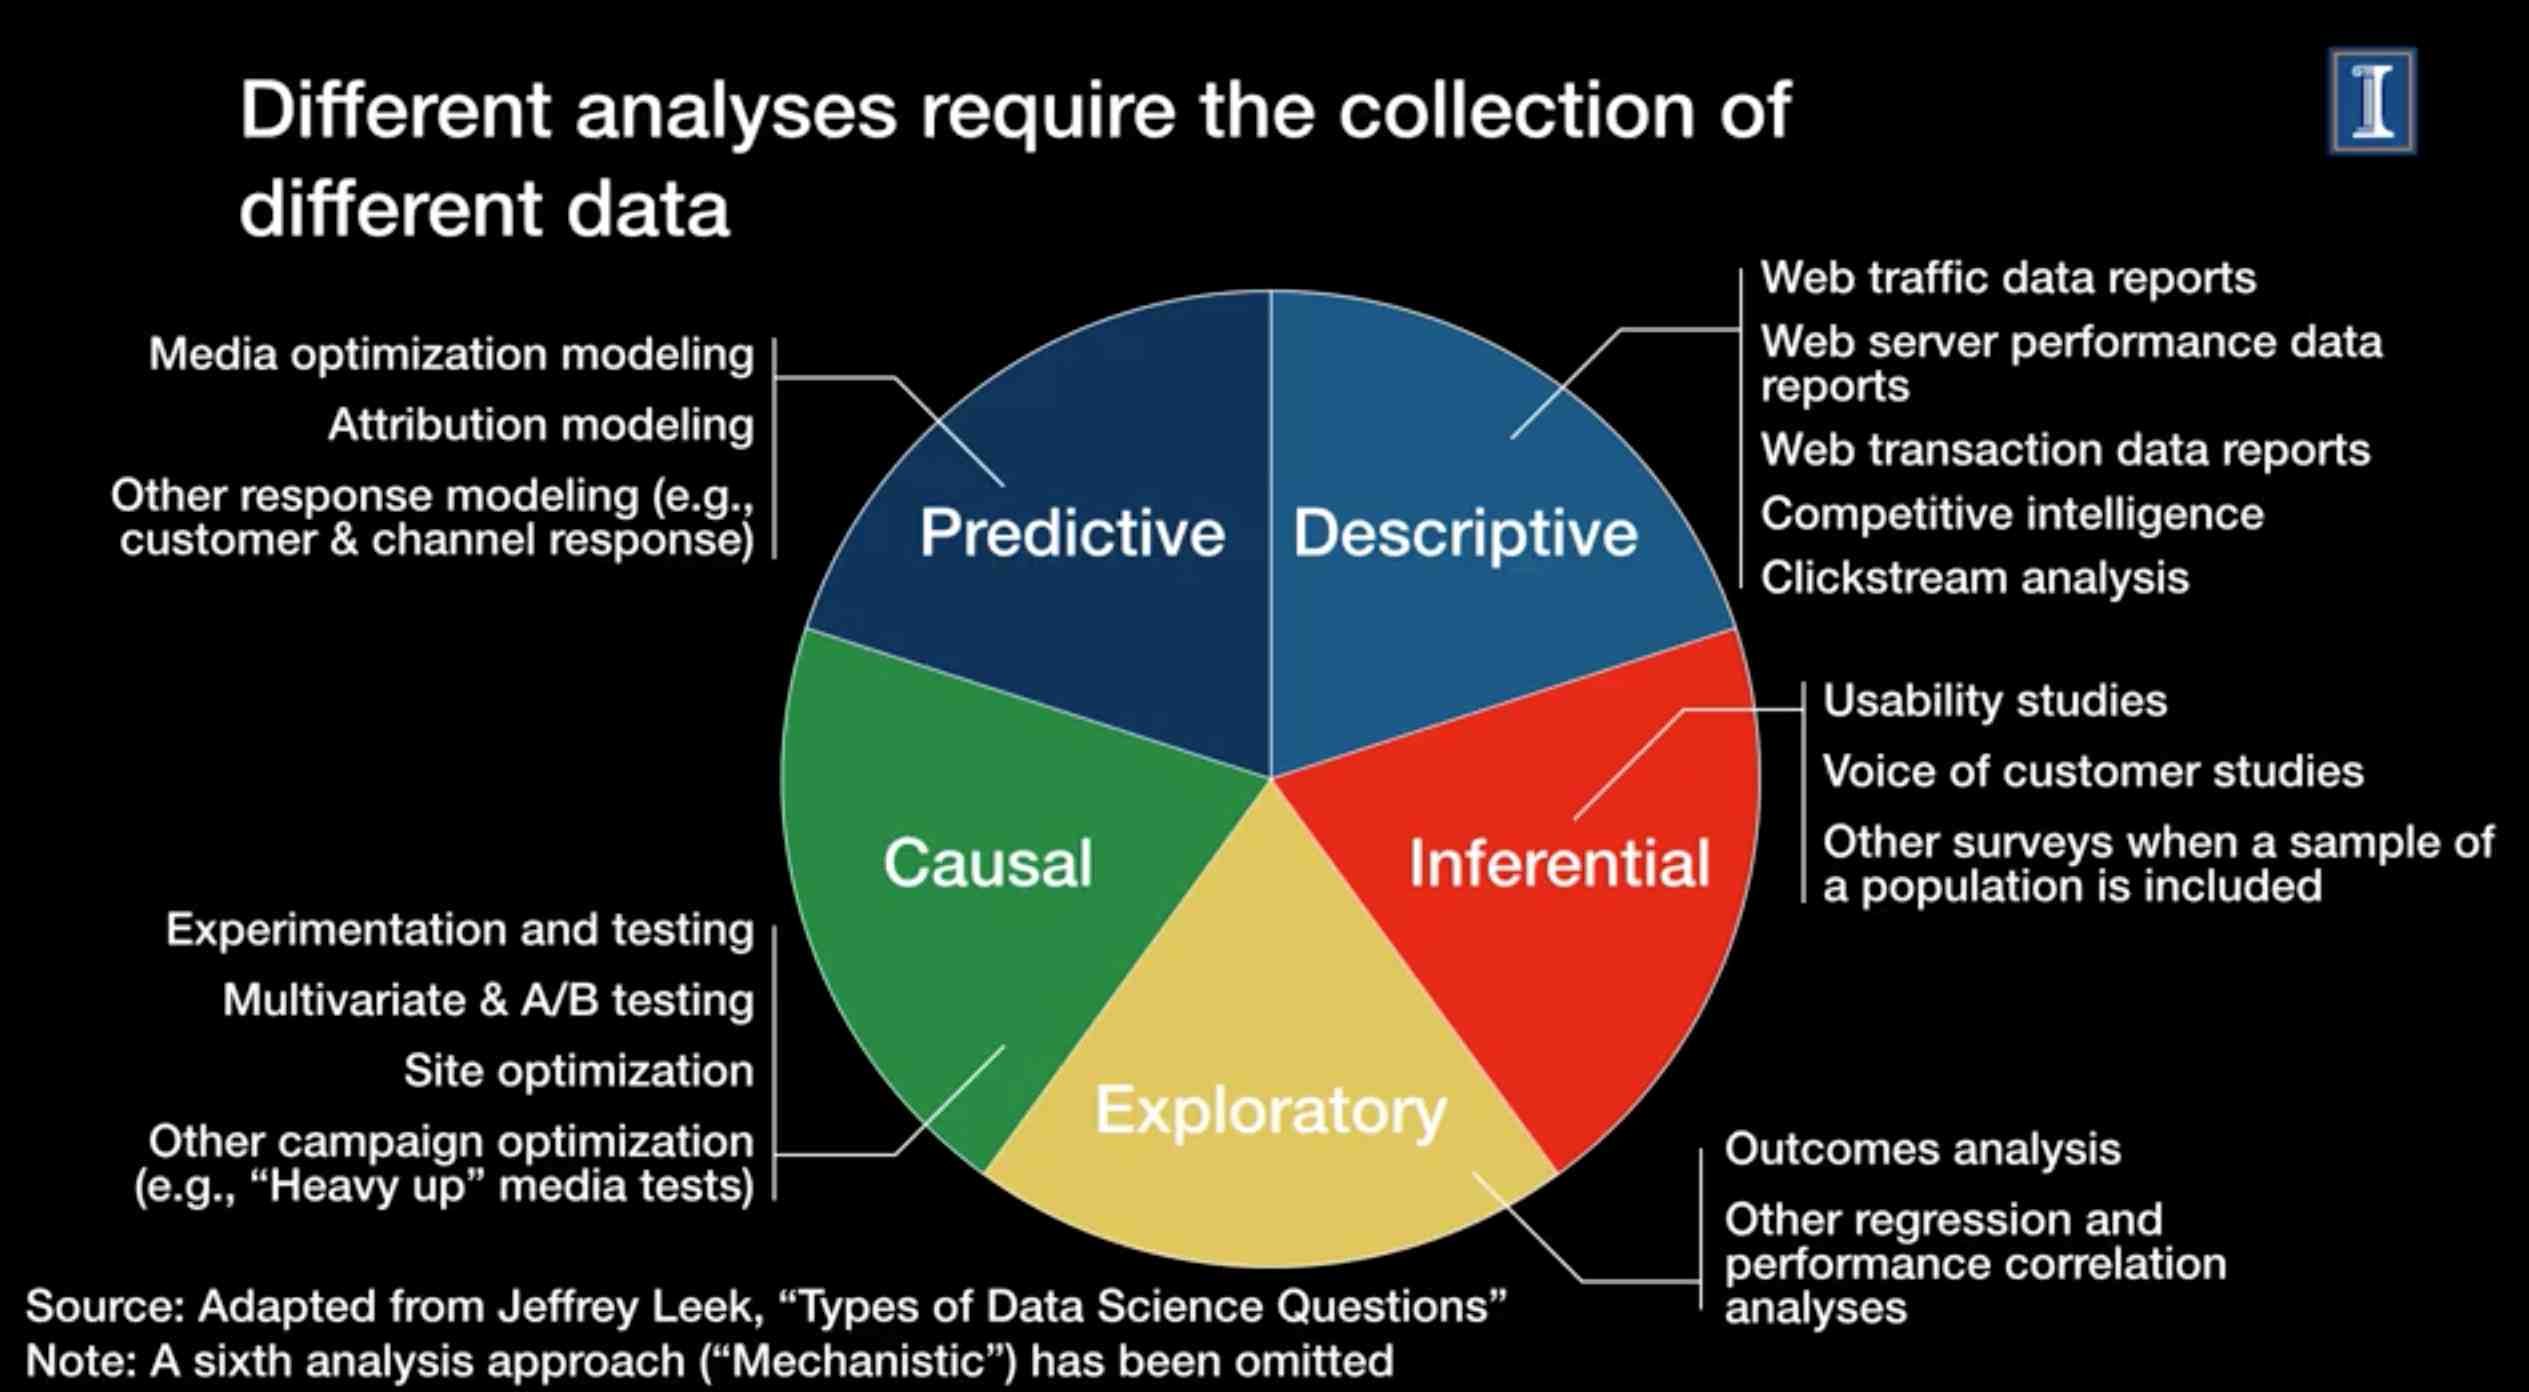 Different analyses require the collection of
different data
Media optimization modeling
Attribution modeling
Other response modeling (e.g.,
customer & channel response)
Predictive
Descriptive
Web traffic data reports
Web server performance data
reports
Web transaction data reports
Competitive intelligence
Clickstream analysis
Causal
Inferential
Usability studies
Voice of customer studies
Other surveys when a sample of
a population is included
Experimentation and testing
Multivariate & A/B testing
Site optimization
Other campaign optimization
(e.g., “Heavy up” media tests)
Exploratory
Outcomes analysis
Other regression and
performance correlation
analyses
Source: Adapted from Jeffrey Leek, “Types of Data Science Questions”
Note: A sixth analysis approach (“Mechanistic”) has been omitted